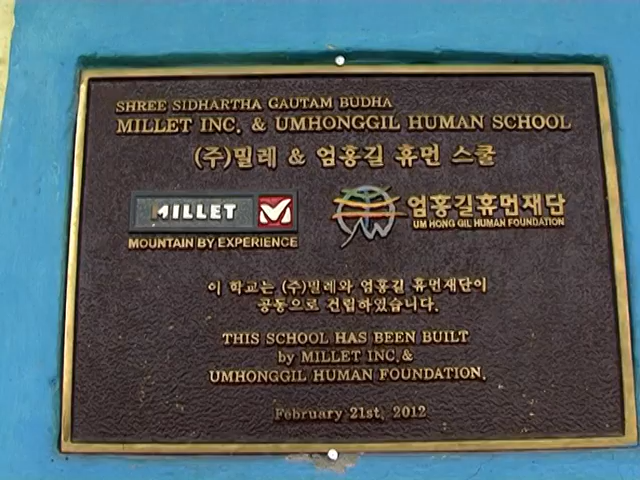 SHREE SIDHARTHA GAUTAM BUDHA
MILLET INC. & UMHONGGIL HUMAN SCHOOL
(주)밀레 & 엄홍길 휴먼 스쿨
MILLET
MOUNTAIN BY EXPERIENCE
엄홍길휴먼재단
UM HONG GIL HUMAN FOUNDATION
이 학교는 (주)밀레와 엄홍길 휴먼재단이
공동으로 건립하였습니다.
THIS SCHOOL HAS BEEN BUILT
by MILLET INC.&
UMHONGGIL HUMAN FOUNDATION.
February 21st, 2012